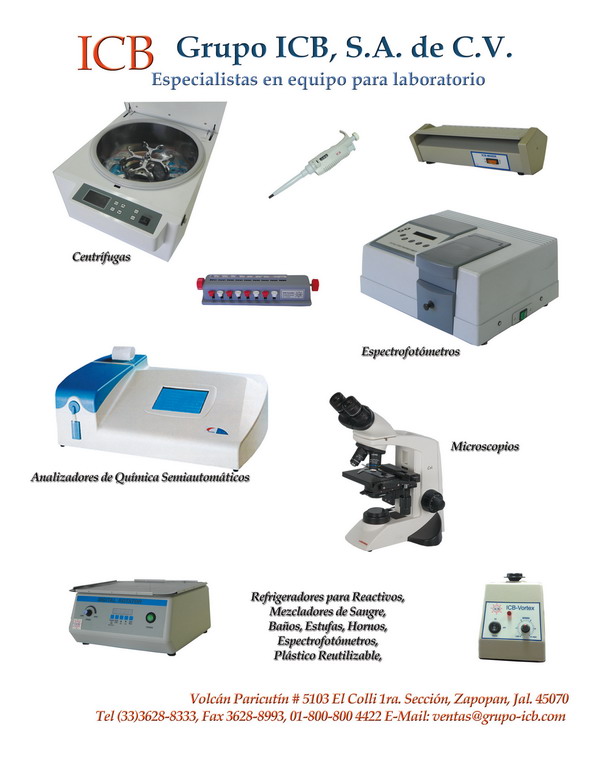 ICB
Grupo ICB, S.A. de C.V.
Especialistas en equipo para laboratorio
Centrífugas
Espectrofotómetros
Microscopios
Analizadores de Química Semiautomáticos
Refrigeradores para Reactivos,
Mezcladores de Sangre,
Baños, Estufas, Hornos,
Espectrofotómetros,
Plástico Reutilizable,
ICB-Vortex
Volcán Paricutín # 5103 El Colli 1ra. Sección, Zapopan, Jal. 45070
Tel (33)3628-8333, Fax 3628-8993, 01-800-800 4422 E-Mail: ventas@grupo-icb.com